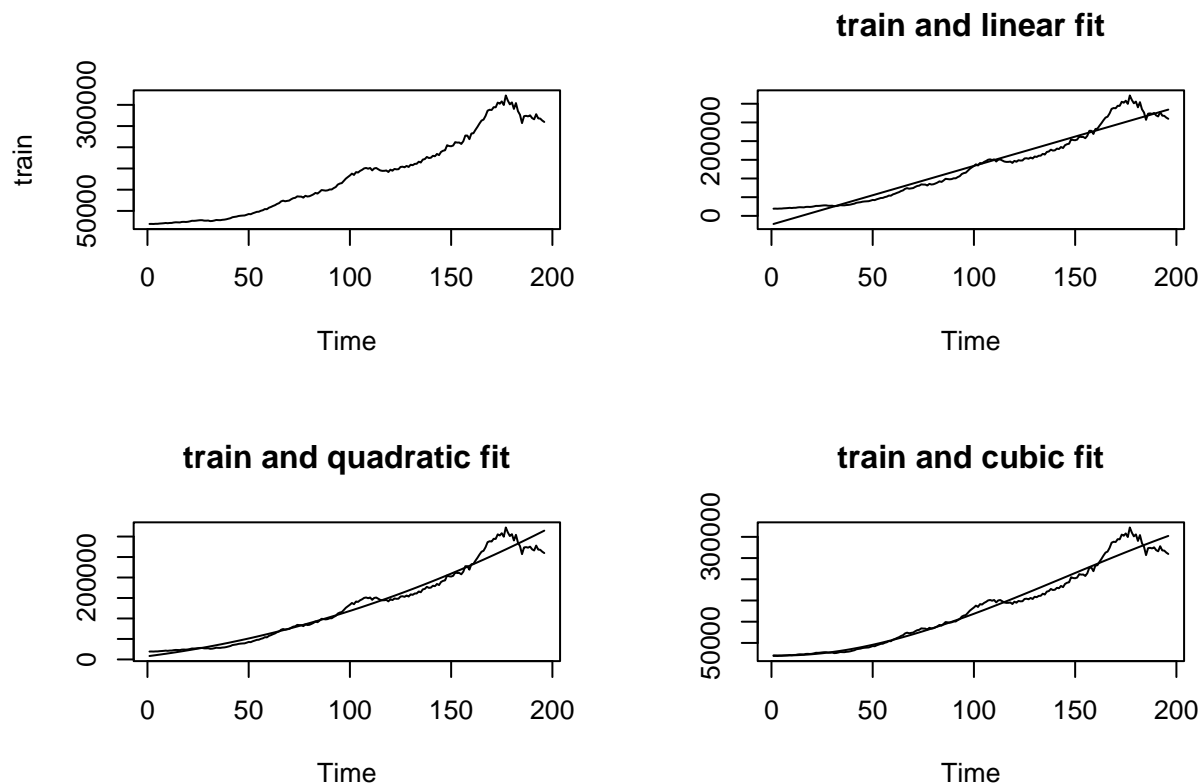 train and linear fit
train
50000 300000
0 50 100 150 200
Time
0 200000
0 50 100 150 200
Time
train and quadratic fit
0 200000
0 50 100 150 200
Time
train and cubic fit
50000 300000
0 50 100 150 200
Time